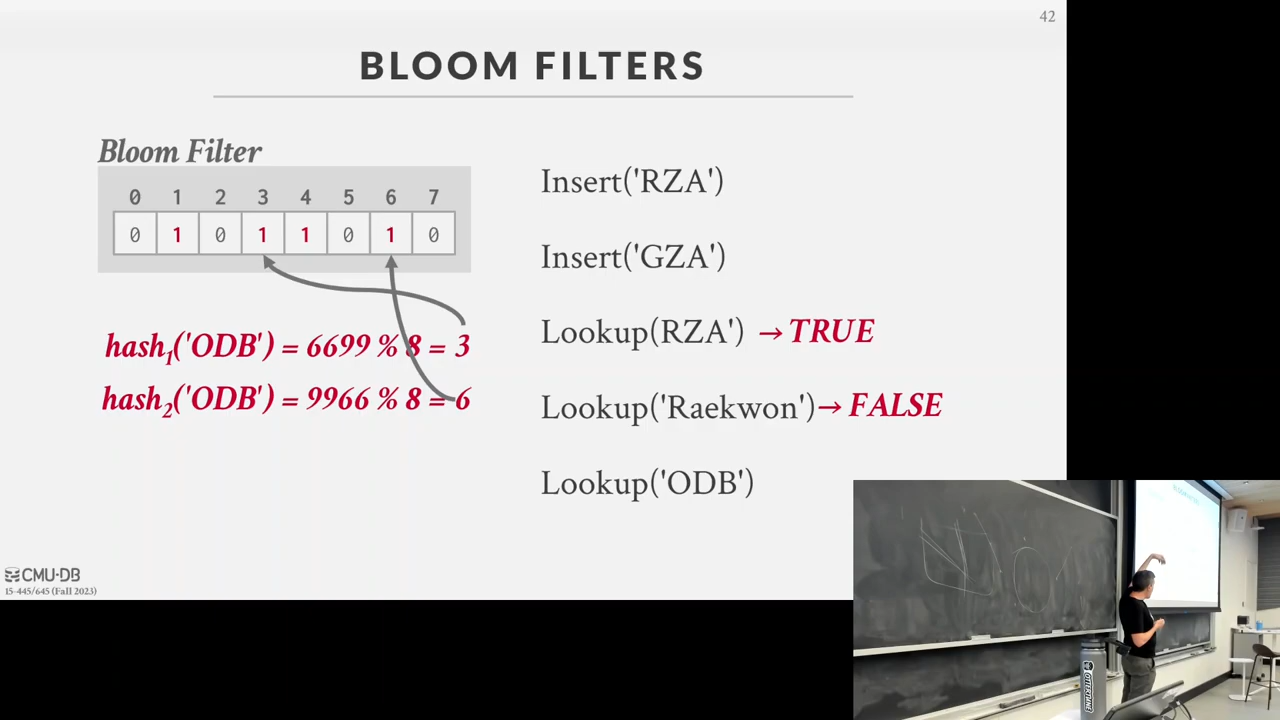 42
BLOOM FILTERS
Bloom Filter
0 1 2 3 4 5 6 7
0 1 0 1 1 0 1 0
hash1('ODB') = 6699 % 8 = 3
hash2('ODB') = 9966 % 8 = 6
Insert('RZA')
Insert('GZA')
Lookup(RZA') → TRUE
Lookup('Raekwon') → FALSE
Lookup('ODB')
CMU·DB
15-445/645 (Fall 2023)
OTTERTUNE